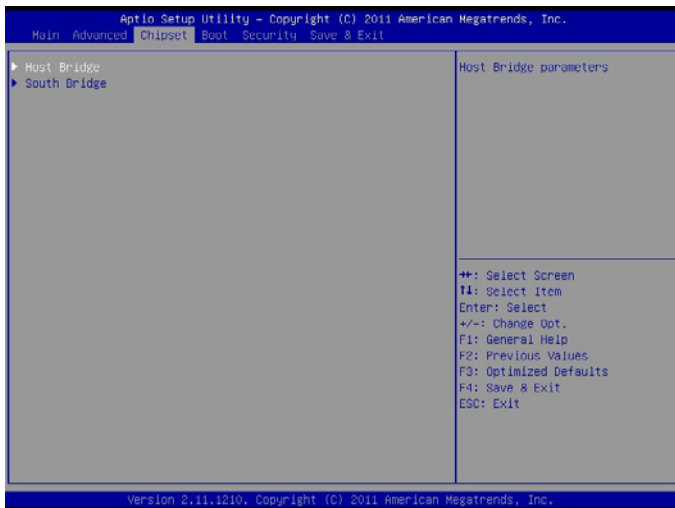 Aptio Setup Utility – Copyright (C) 2011 American Megatrends, Inc.
Main Advanced Chipset Boot Security Save & Exit
► Host Bridge
► South Bridge
Host Bridge parameters
→←: Select Screen
↑↓: Select Item
Enter: Select
+/-: Change Opt.
F1: General Help
F2: Previous Values
F3: Optimized Defaults
F4: Save & Exit
ESC: Exit
Version 2.11.1210. Copyright (C) 2011 American Megatrends, Inc.